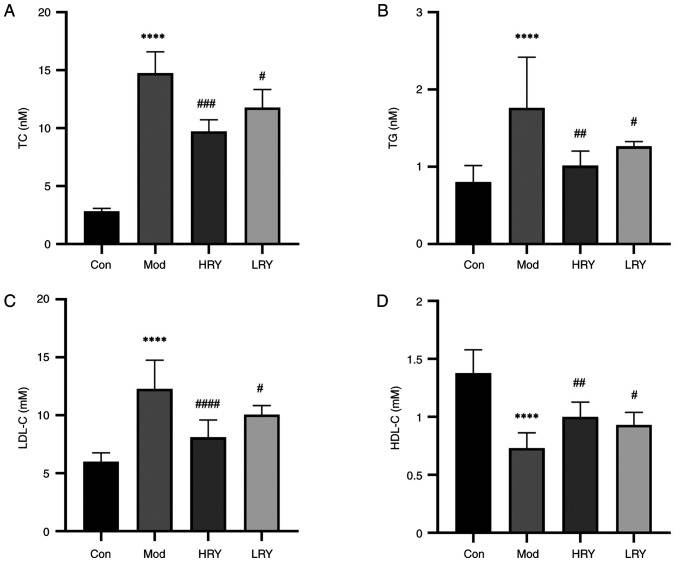 A
TC (nM)
20
15
10
5
0
****
###
#
Con Mod HRY LRY
B
TG (nM)
3
2
1
0
****
##
#
Con Mod HRY LRY
C
LDL-C (mM)
20
15
10
5
0
****
####
#
Con Mod HRY LRY
D
HDL-C (mM)
2
1.5
1
0.5
0
****
##
#
Con Mod HRY LRY